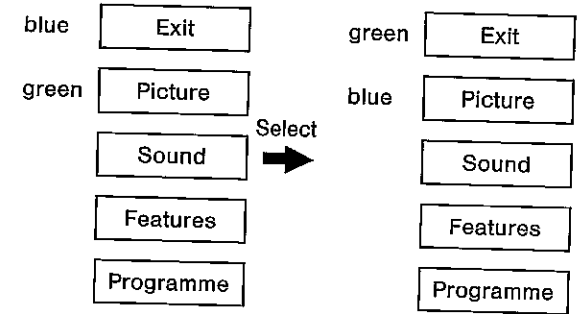 blue Exit
green Picture
Sound
Features
Programme
Select
green Exit
blue Picture
Sound
Features
Programme